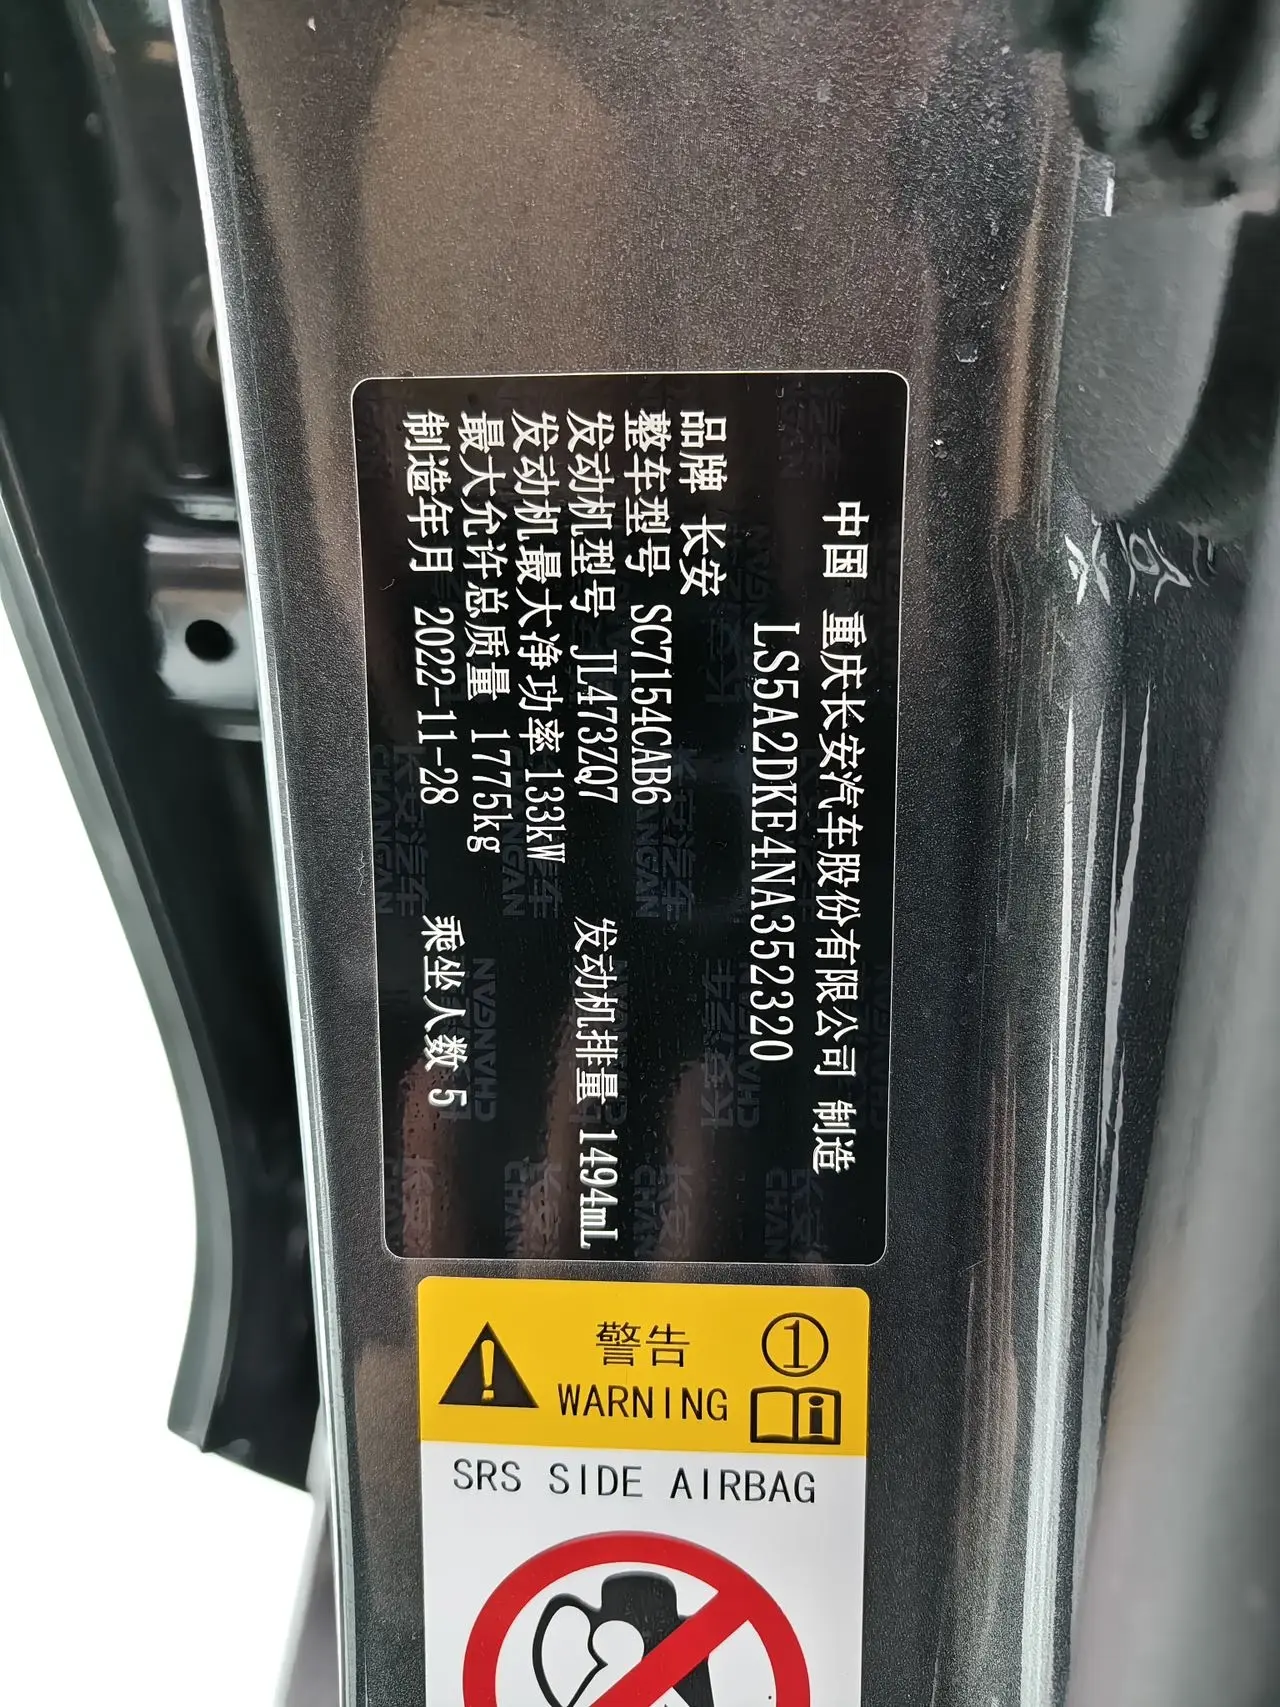 中国 重庆长安汽车股份有限公司 制造
LS5A2DKE4NA352320
品牌 长安
整车型号 SC7154CAB6
发动机型号 JL473ZQ7 发动机排量 1494mL
发动机最大净功率 133kW
最大允许总质量 1775kg
制造年月 2022-11-28 乘坐人数 5
警告 ①
WARNING
SRS SIDE AIRBAG